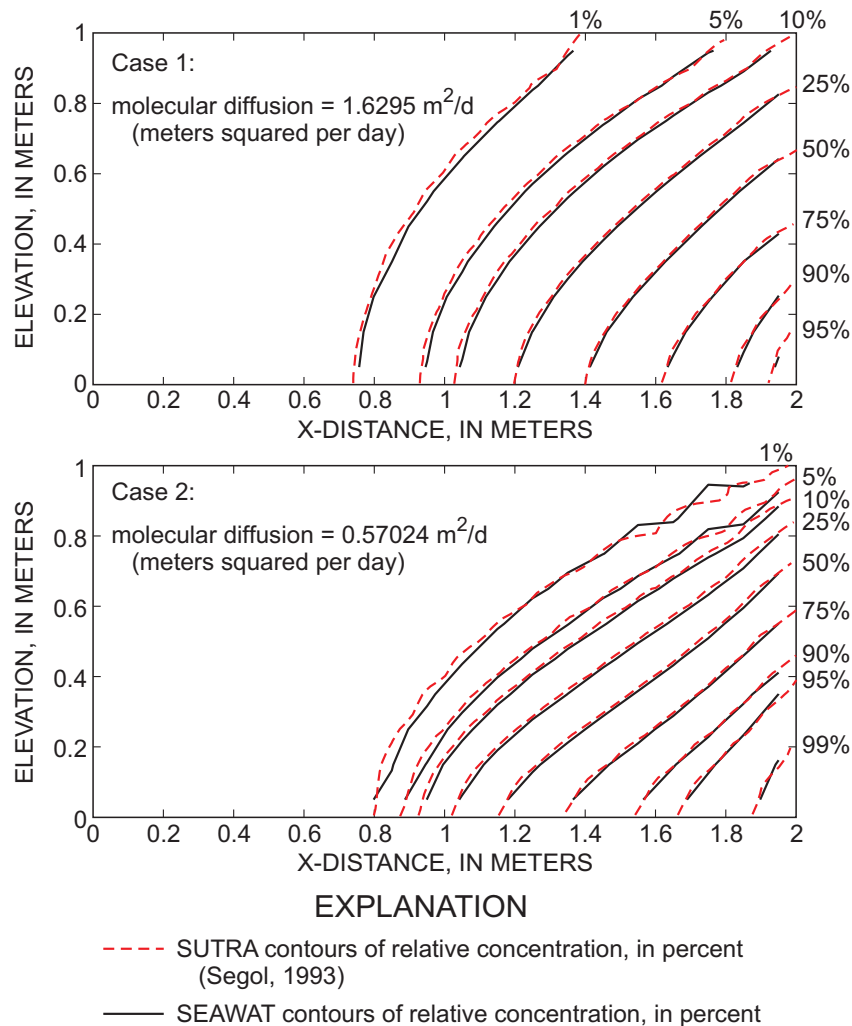 1% 5% 10%
1
Case 1:
molecular diffusion = 1.6295 m²/d
(meters squared per day)
25%
50%
75%
90%
95%
0.8
0.6
0.4
0.2
0
ELEVATION, IN METERS
0 0.2 0.4 0.6 0.8 1 1.2 1.4 1.6 1.8 2
X-DISTANCE, IN METERS
1%
1
Case 2:
molecular diffusion = 0.57024 m²/d
(meters squared per day)
5%
10%
25%
50%
75%
90%
95%
99%
0.8
0.6
0.4
0.2
0
ELEVATION, IN METERS
0 0.2 0.4 0.6 0.8 1 1.2 1.4 1.6 1.8 2
X-DISTANCE, IN METERS
EXPLANATION
SUTRA contours of relative concentration, in percent
(Segol, 1993)
SEAWAT contours of relative concentration, in percent